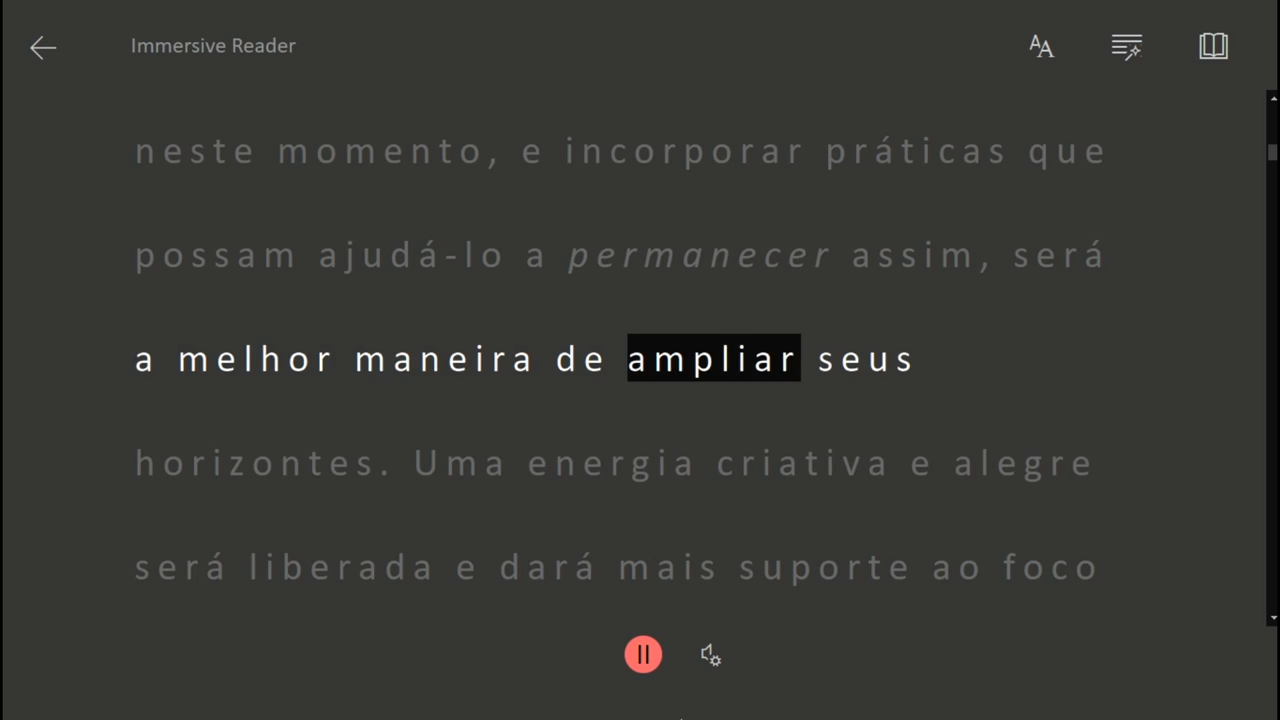 Immersive Reader
neste momento, e incorporar práticas que
possam ajudá-lo a permanecer assim, será
a melhor maneira de ampliar seus
horizontes. Uma energia criativa e alegre
será liberada e dará mais suporte ao foco